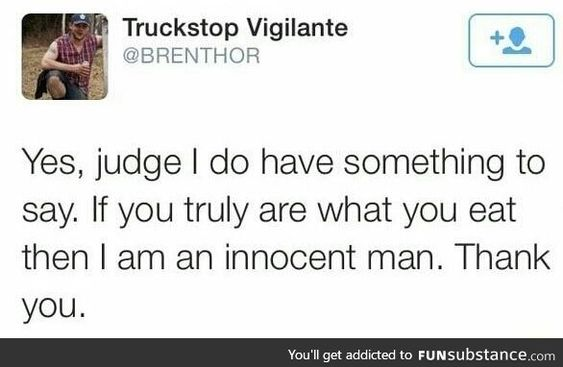 Truckstop Vigilante
@BRENTHOR
Yes, judge I do have something to
say. If you truly are what you eat
then I am an innocent man. Thank
you.
You'll get addicted to FUNsubstance.com